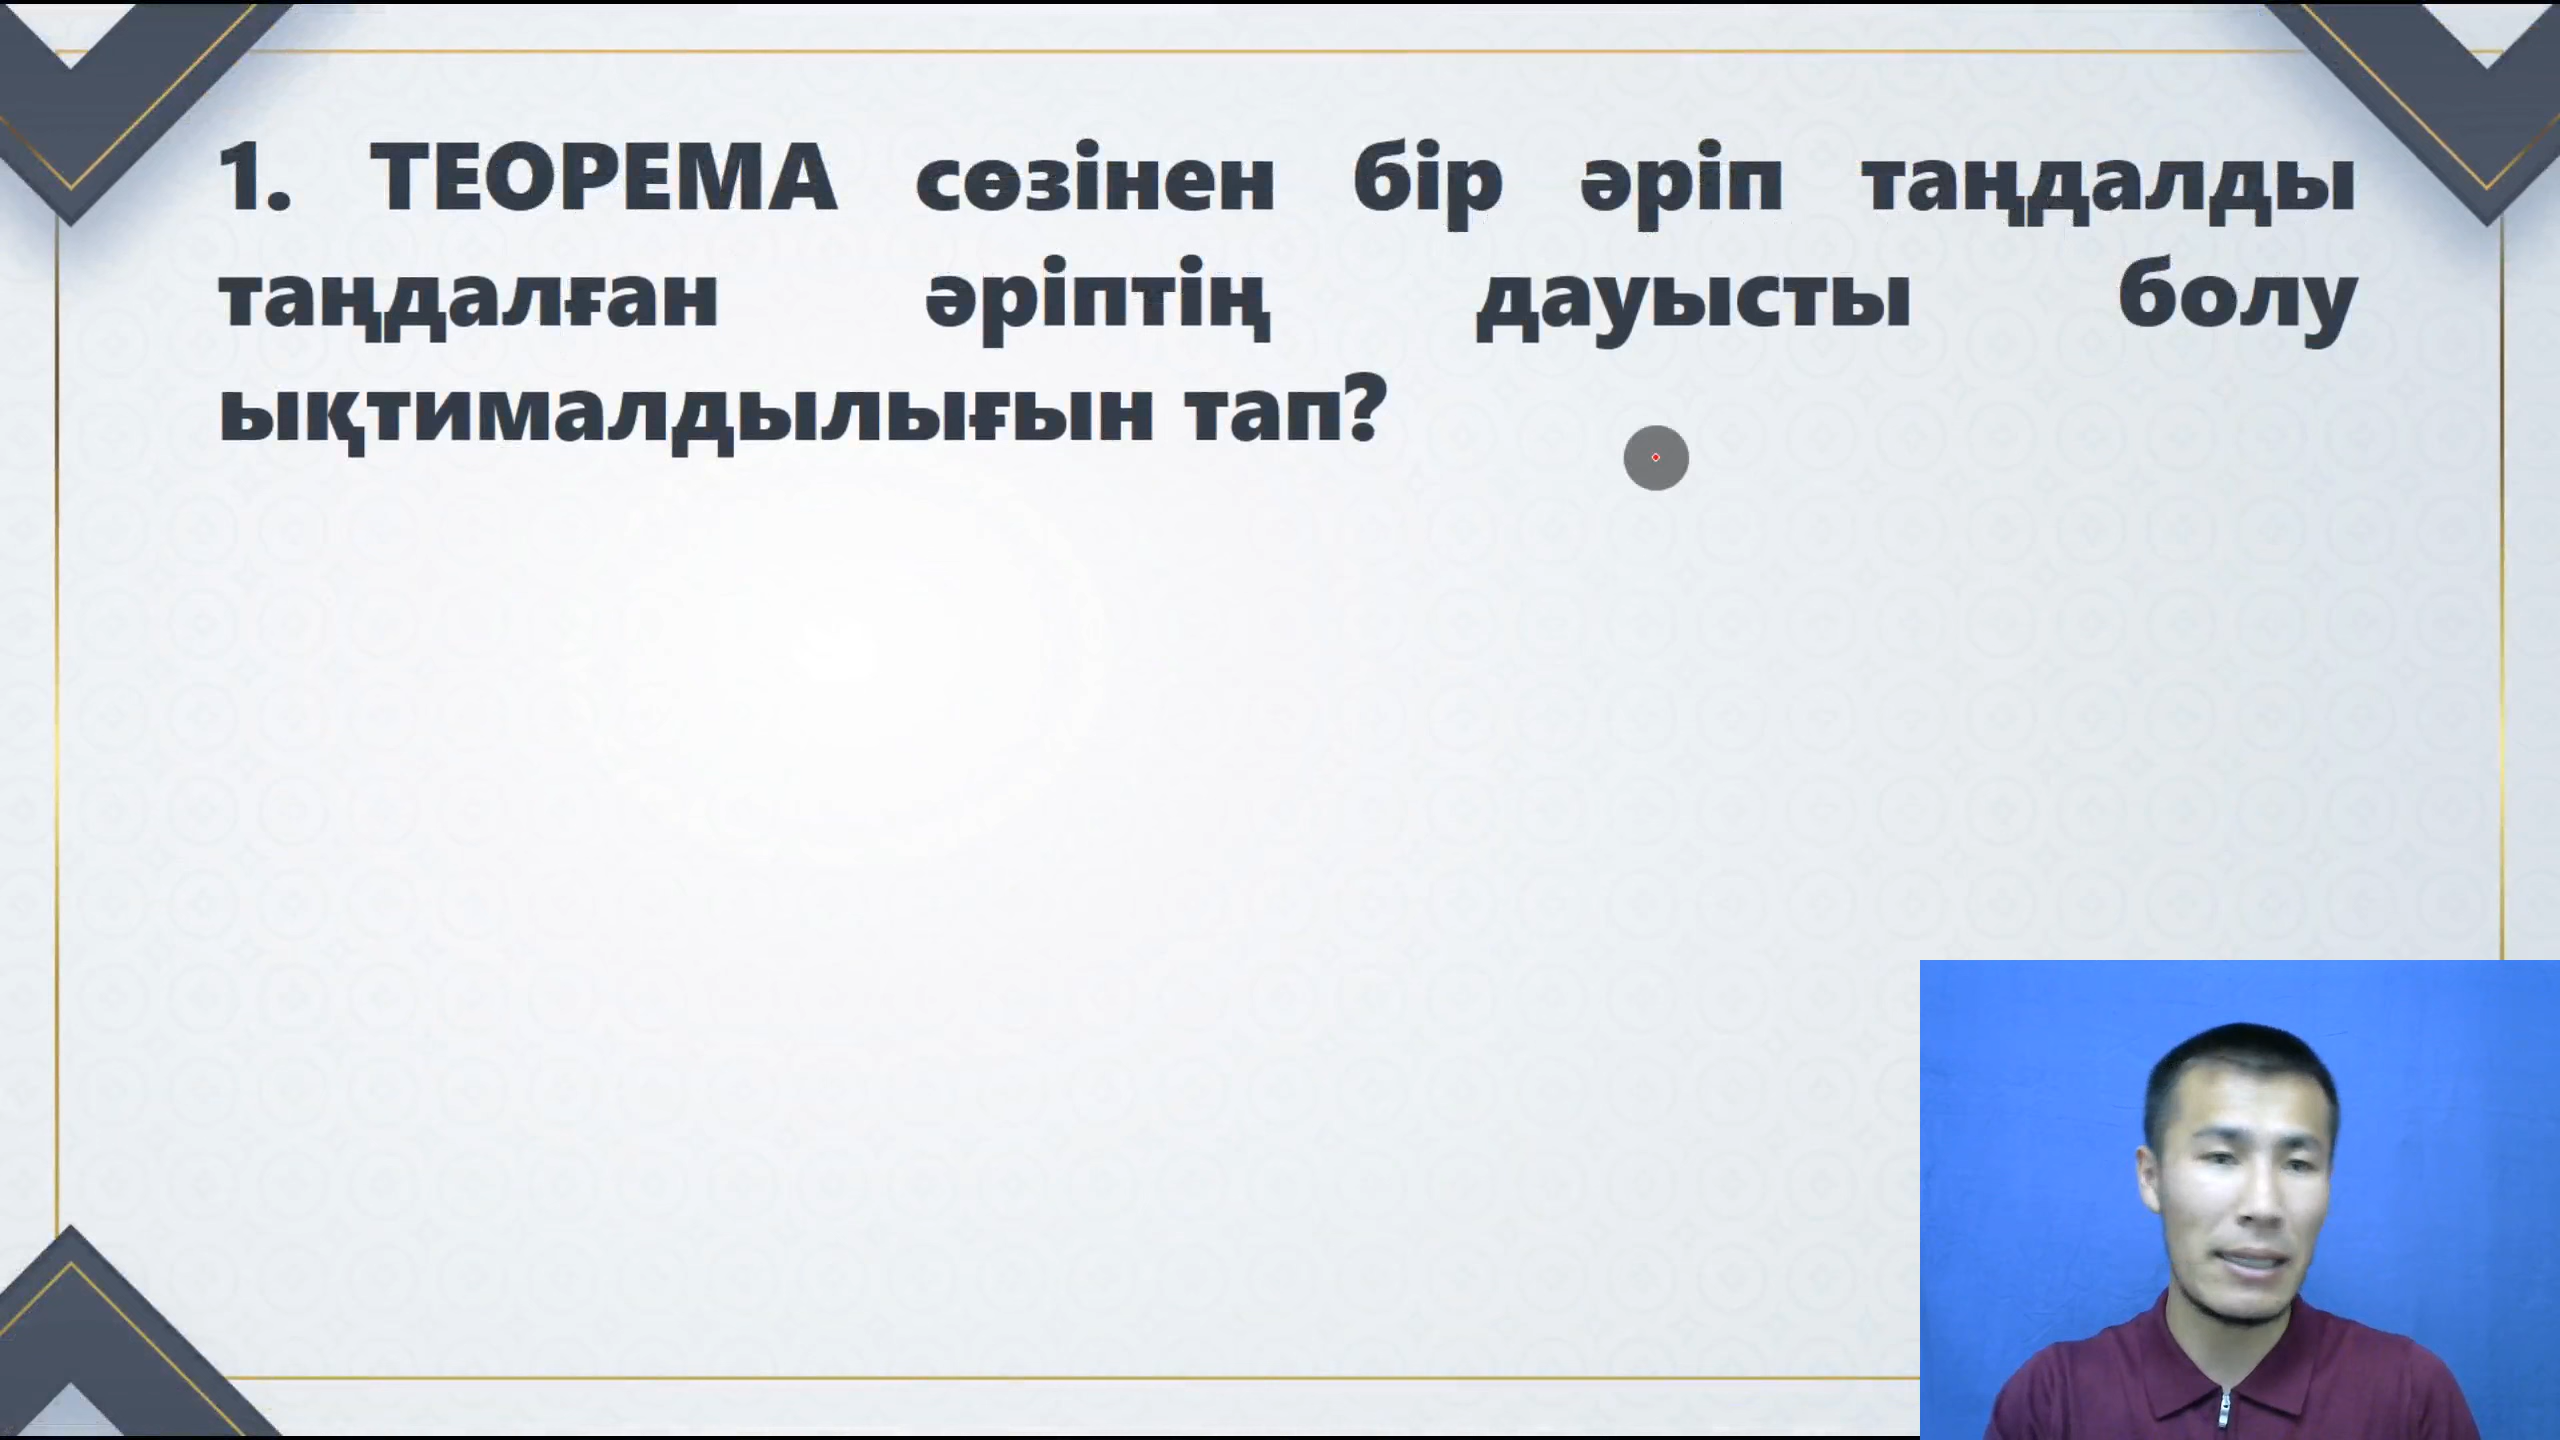 1. ТЕОРЕМА сөзінен бір әріп таңдалды
таңдалған әріптің дауысты болу
ықтималдылығын тап?